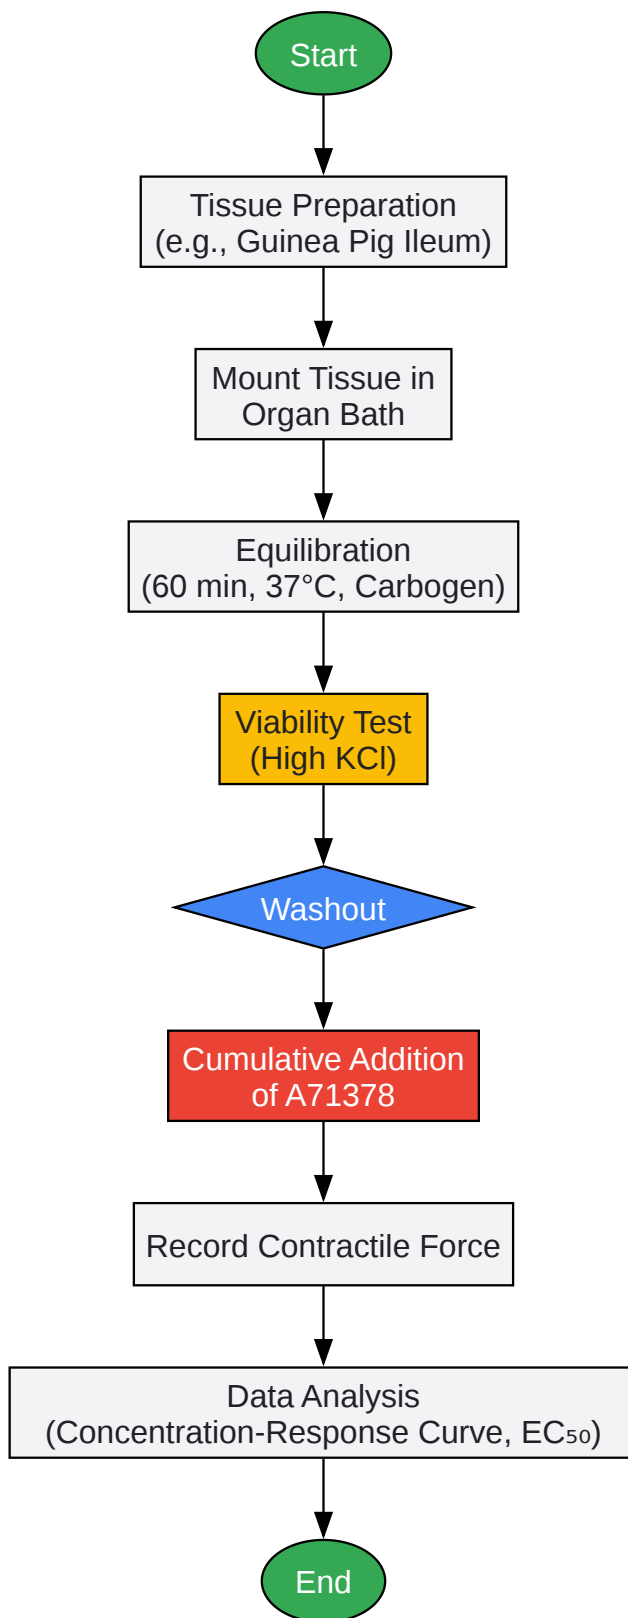 Start
Tissue Preparation
(e.g., Guinea Pig Ileum)
Mount Tissue in
Organ Bath
Equilibration
(60 min, 37°C, Carbogen)
Viability Test
(High KCl)
Washout
Cumulative Addition
of A71378
Record Contractile Force
Data Analysis
(Concentration-Response Curve, EC₅₀)
End